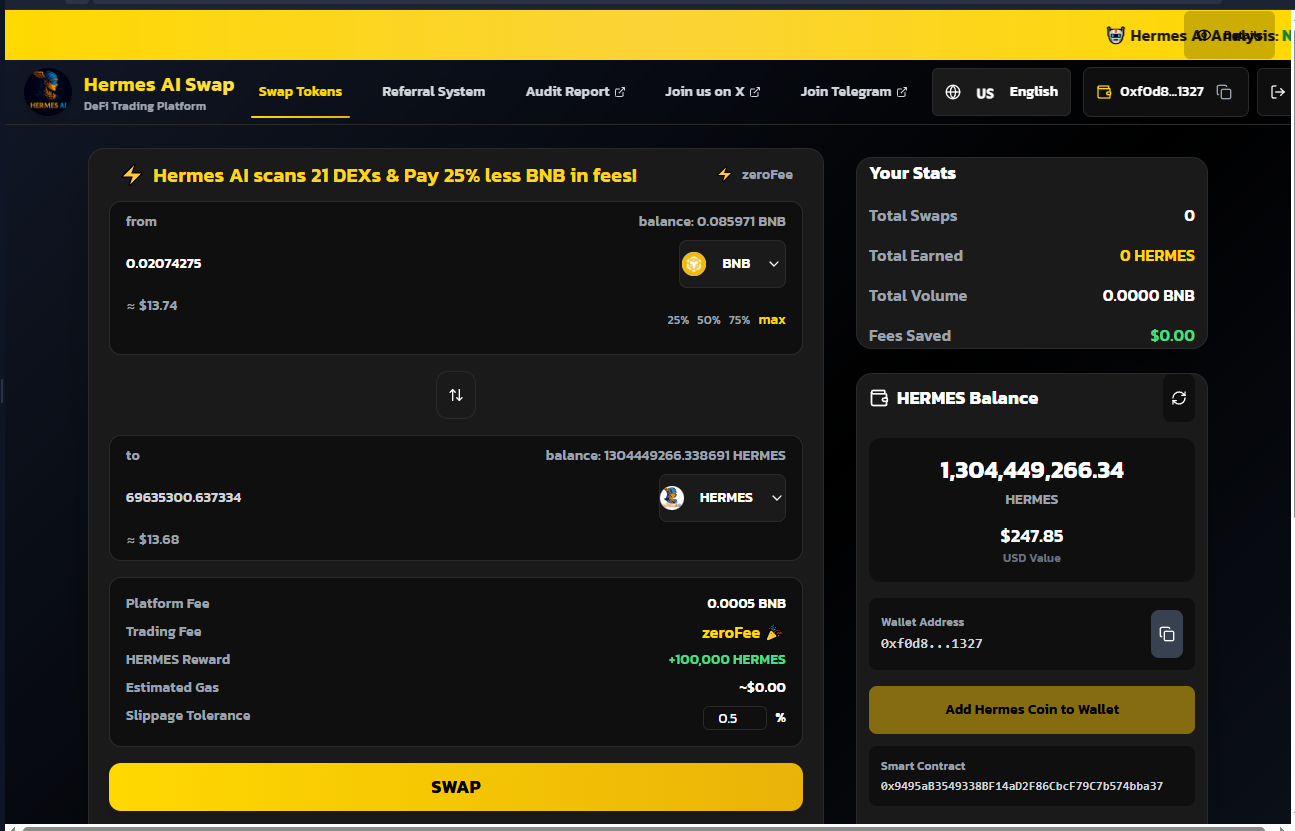 Hermes AI Analysis: N
HERMES AI
Hermes AI Swap
DeFi Trading Platform
Swap Tokens
Referral System
Audit Report
Join us on X
Join Telegram
US English
0xf0d8...1327
Hermes AI scans 21 DEXs & Pay 25% less BNB in fees!
zeroFee
from
balance: 0.085971 BNB
0.02074275
BNB
≈ $13.74
25% 50% 75% max
to
balance: 1304449266.338691 HERMES
69635300.637334
HERMES
≈ $13.68
Platform Fee
0.0005 BNB
Trading Fee
zeroFee 🎉
HERMES Reward
+100,000 HERMES
Estimated Gas
~$0.00
Slippage Tolerance
0.5 %
SWAP
Your Stats
Total Swaps
0
Total Earned
0 HERMES
Total Volume
0.0000 BNB
Fees Saved
$0.00
HERMES Balance
1,304,449,266.34
HERMES
$247.85
USD Value
Wallet Address
0xf0d8...1327
Add Hermes Coin to Wallet
Smart Contract
0x9495aB3549338BF14aD2F86CbcF79C7b574bba37